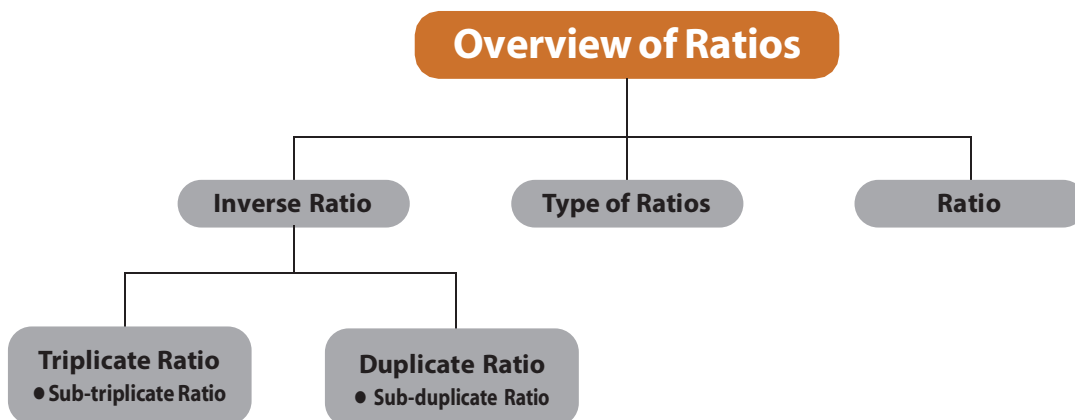 Overview of Ratios
Inverse Ratio
Type of Ratios
Ratio
Triplicate Ratio
● Sub-triplicate Ratio
Duplicate Ratio
● Sub-duplicate Ratio